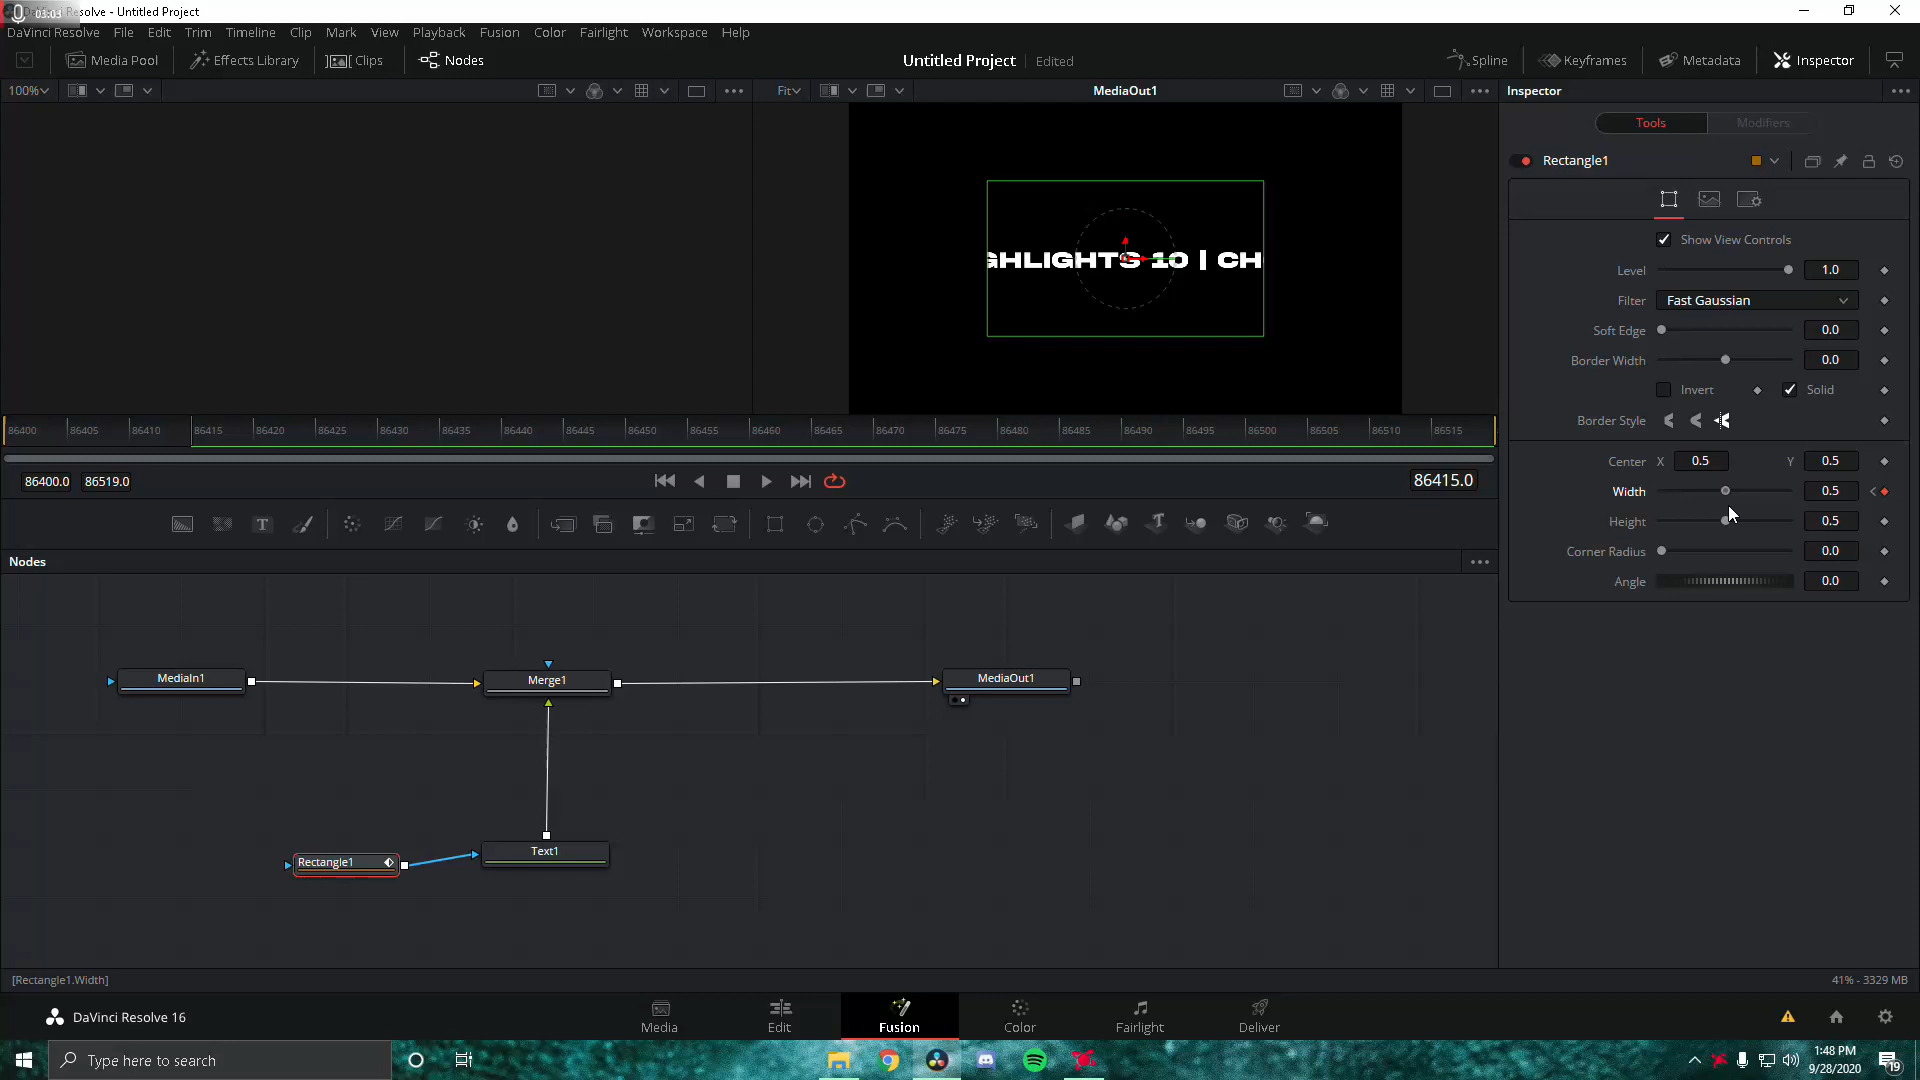 03:03
Resolve - Untitled Project
DaVinci Resolve File Edit Trim Timeline Clip Mark View Playback Fusion Color Fairlight Workspace Help
Media Pool Effects Library Clips Nodes Untitled Project Edited Spline Keyframes Metadata Inspector
100% Fit MediaOut1 Inspector
Tools Modifiers
Rectangle1
Show View Controls
GHLIGHTS 10 | CH
Level 1.0
Filter Fast Gaussian
Soft Edge 0.0
Border Width 0.0
Invert Solid
Border Style
86400 86405 86410 86415 86420 86425 86430 86435 86440 86445 86450 86455 86460 86465 86470 86475 86480 86485 86490 86495 86500 86505 86510 86515
Center X 0.5 Y 0.5
86400.0 86519.0 86415.0
Width 0.5
Height 0.5
Corner Radius 0.0
Angle 0.0
T
Nodes
MediaIn1
Merge1
MediaOut1
Rectangle1
Text1
[Rectangle1.Width] 41% - 3329 MB
DaVinci Resolve 16
Media Edit Fusion Color Fairlight Deliver
Type here to search
1:48 PM
9/28/2020
19